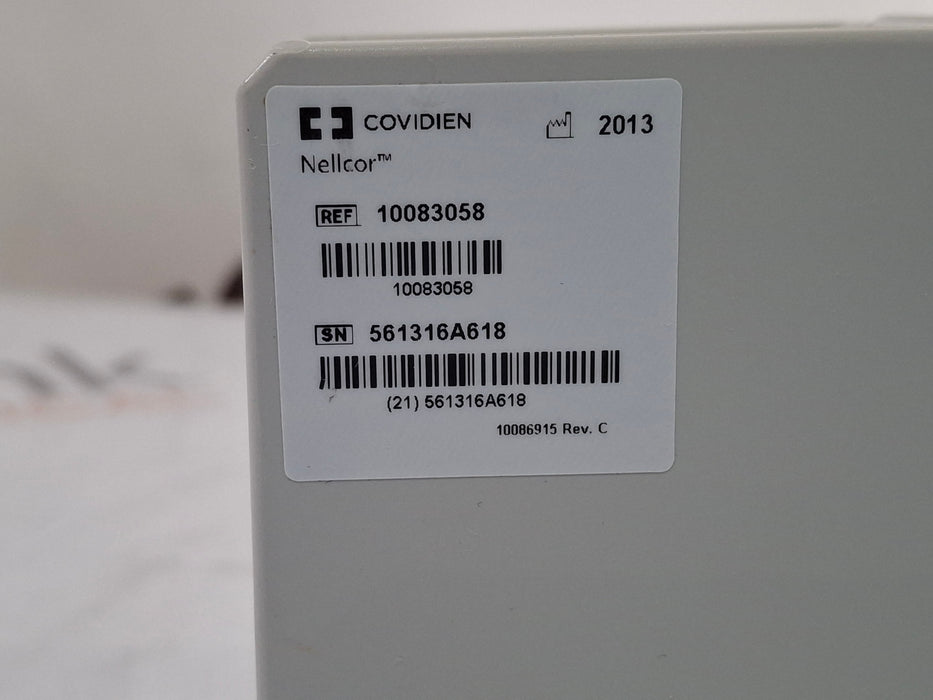 COVIDIEN 2013
Nellcor™
REF 10083058
10083058
SN 561316A618
(21) 561316A618
10086915 Rev. C